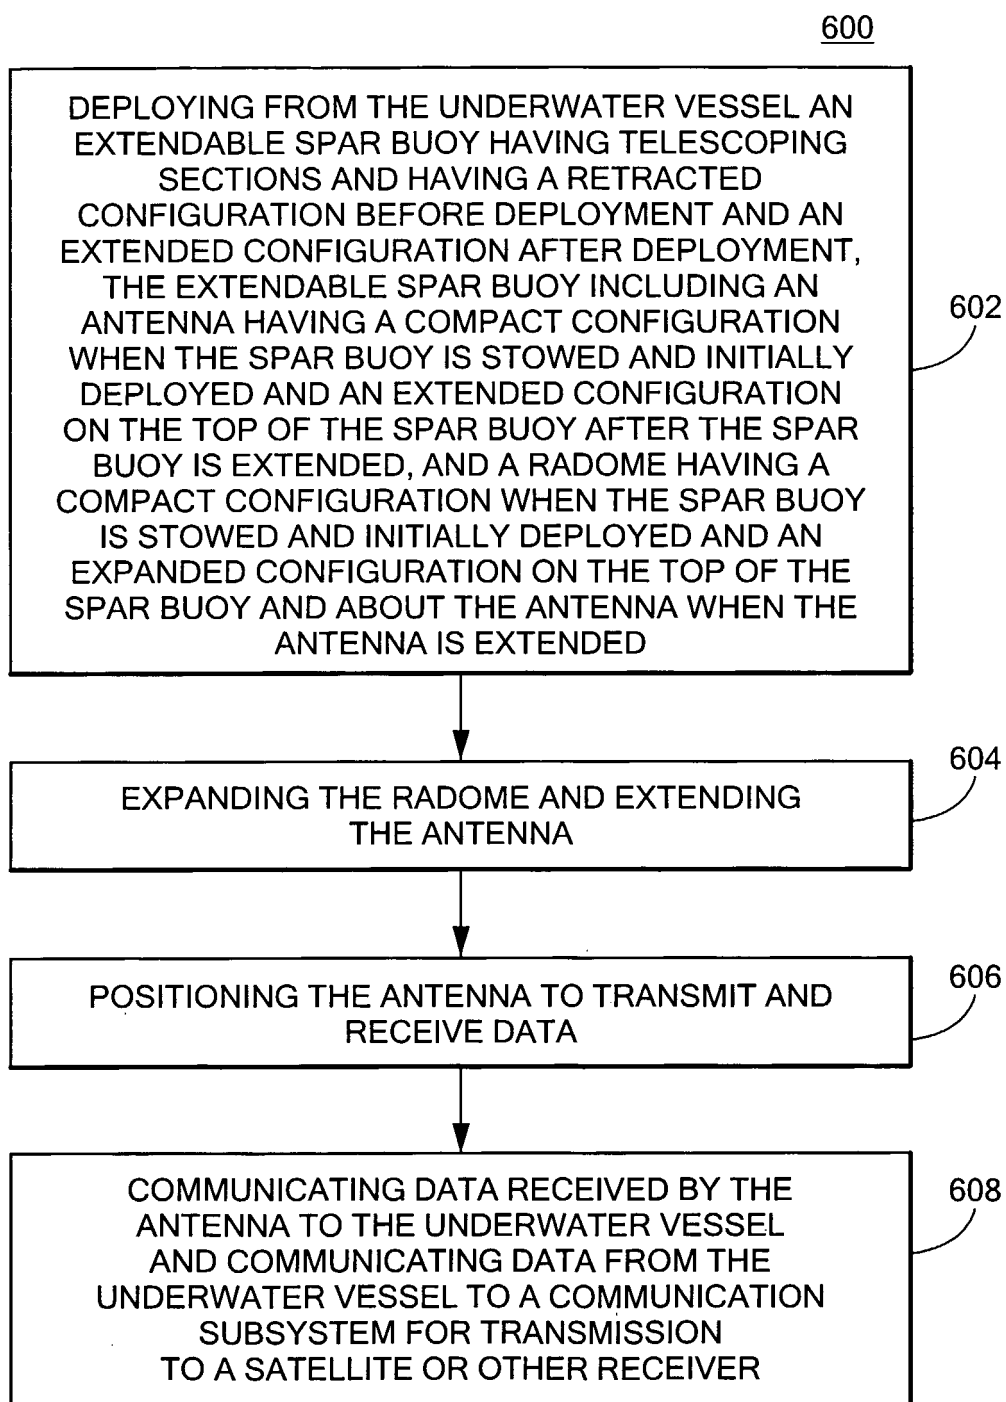 600
DEPLOYING FROM THE UNDERWATER VESSEL AN
EXTENDABLE SPAR BUOY HAVING TELESCOPING
SECTIONS AND HAVING A RETRACTED
CONFIGURATION BEFORE DEPLOYMENT AND AN
EXTENDED CONFIGURATION AFTER DEPLOYMENT,
THE EXTENDABLE SPAR BUOY INCLUDING AN
ANTENNA HAVING A COMPACT CONFIGURATION
WHEN THE SPAR BUOY IS STOWED AND INITIALLY
DEPLOYED AND AN EXTENDED CONFIGURATION
ON THE TOP OF THE SPAR BUOY AFTER THE SPAR
BUOY IS EXTENDED, AND A RADOME HAVING A
COMPACT CONFIGURATION WHEN THE SPAR BUOY
IS STOWED AND INITIALLY DEPLOYED AND AN
EXPANDED CONFIGURATION ON THE TOP OF THE
SPAR BUOY AND ABOUT THE ANTENNA WHEN THE
ANTENNA IS EXTENDED
602
EXPANDING THE RADOME AND EXTENDING
THE ANTENNA
604
POSITIONING THE ANTENNA TO TRANSMIT AND
RECEIVE DATA
606
COMMUNICATING DATA RECEIVED BY THE
ANTENNA TO THE UNDERWATER VESSEL
AND COMMUNICATING DATA FROM THE
UNDERWATER VESSEL TO A COMMUNICATION
SUBSYSTEM FOR TRANSMISSION
TO A SATELLITE OR OTHER RECEIVER
608